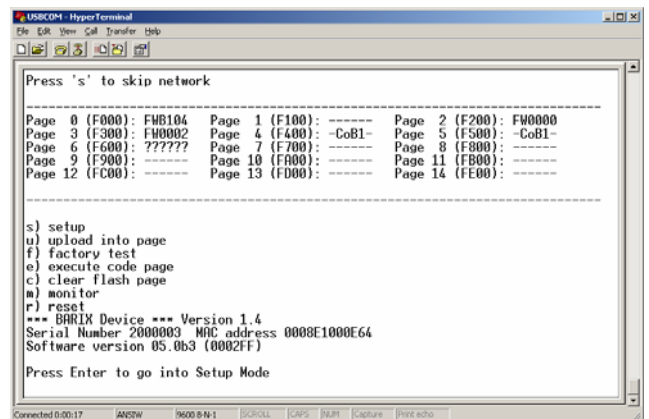 USBCOM - HyperTerminal
File Edit View Call Transfer Help
Press 's' to skip network
Page 0 (F000): FWB104 Page 1 (F100): ------ Page 2 (F200): FW0000
Page 3 (F300): FW0002 Page 4 (F400): -CoB1- Page 5 (F500): -CoB1-
Page 6 (F600): ?????? Page 7 (F700): ------ Page 8 (F800): ------
Page 9 (F900): ------ Page 10 (FA00): ------ Page 11 (FB00): ------
Page 12 (FC00): ------ Page 13 (FD00): ------ Page 14 (FE00): ------
s) setup
u) upload into page
f) factory test
e) execute code page
c) clear flash page
m) monitor
r) reset
*** BARIX Device *** Version 1.4
Serial Number 2000003 MAC address 0008E1000E64
Software version 05.0b3 (0002FF)
Press Enter to go into Setup Mode
Connected 0:00:17 ANSIW 9600 8-N-1 SCROLL CAPS NUM Capture Print echo